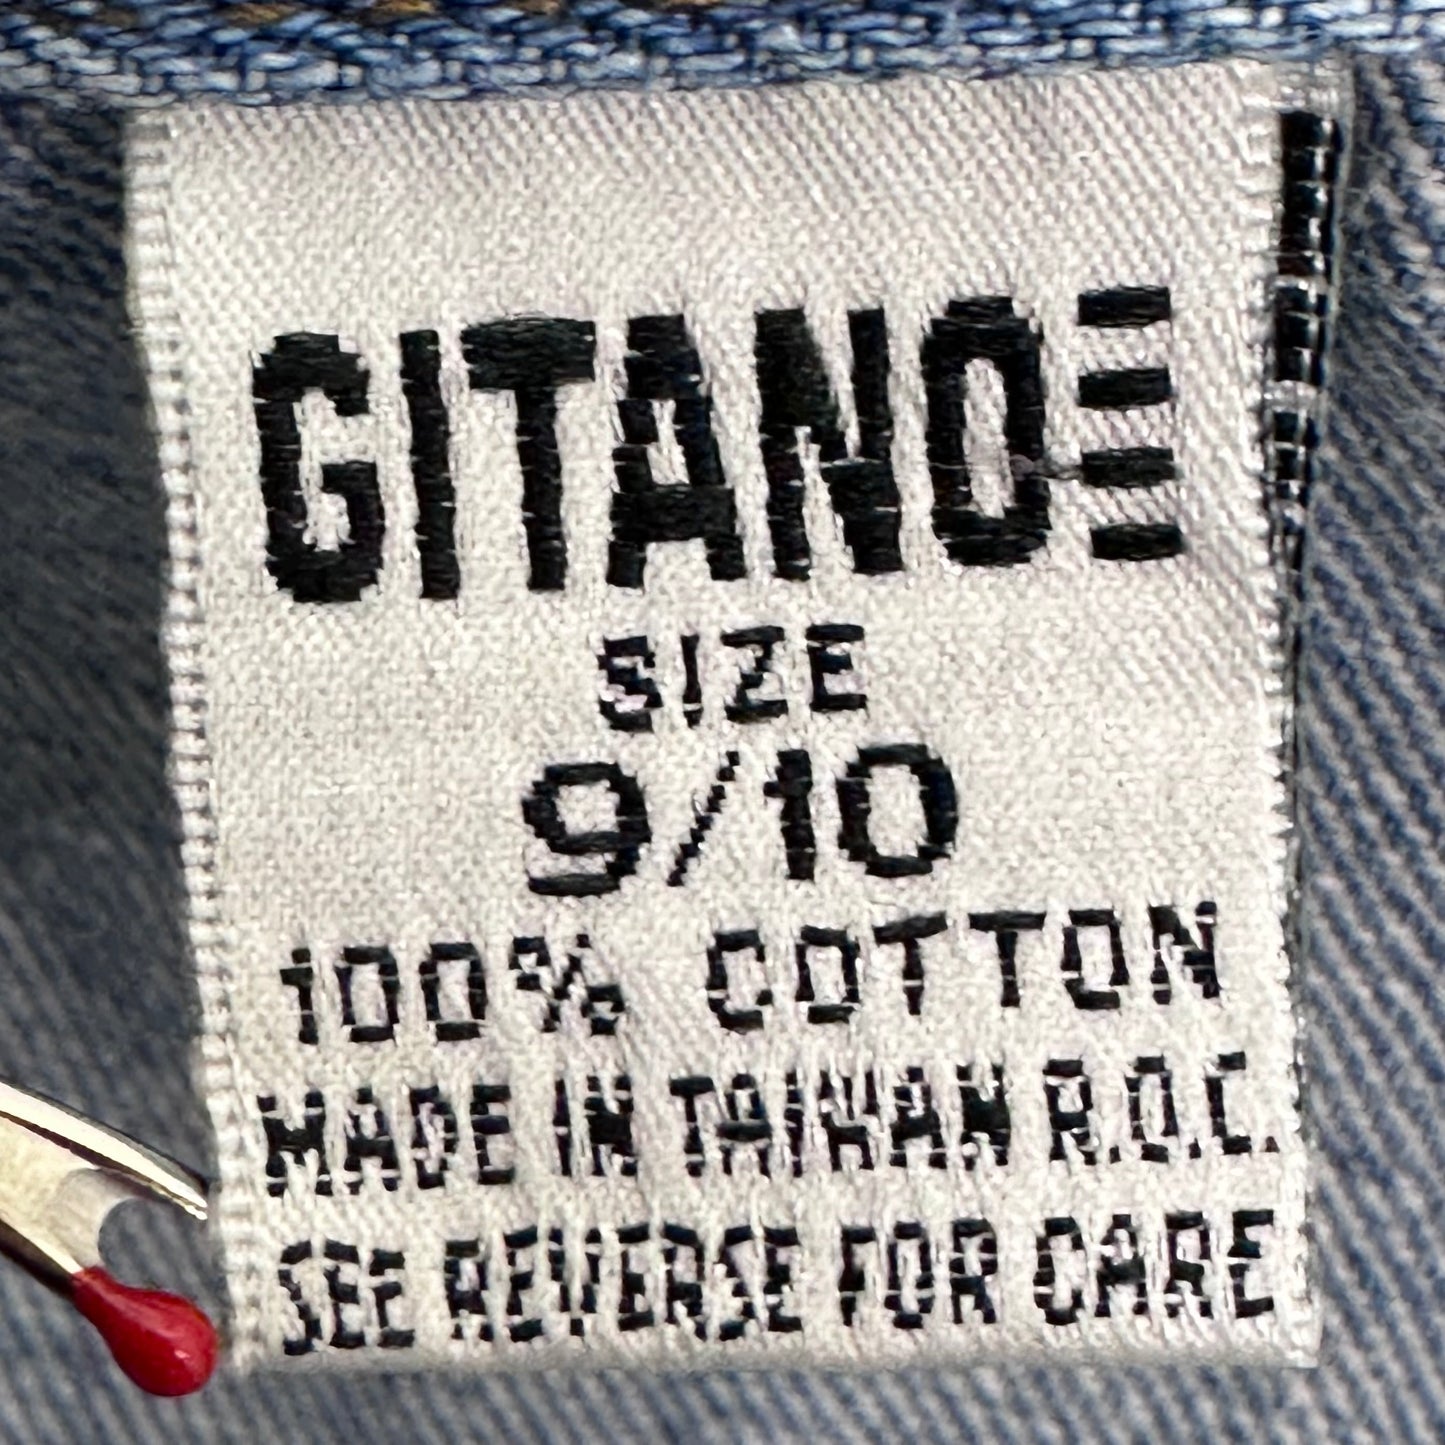 GITANO
SIZE
9/10
100% COTTON
MADE IN TAIWAN R.O.C.
SEE REVERSE FOR CARE